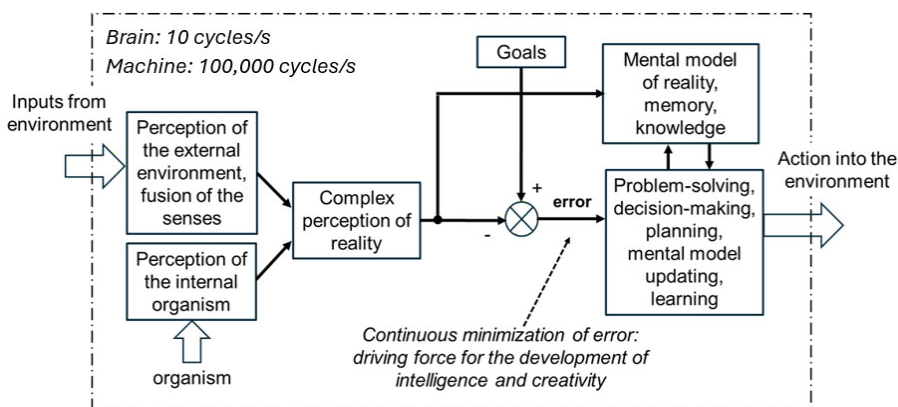 Brain: 10 cycles/s
Machine: 100,000 cycles/s
Goals
Mental model
of reality,
memory,
knowledge
Inputs from
environment
Perception of
the external
environment,
fusion of the
senses
Complex
perception of
reality
+
-
error
Problem-solving,
decision-making,
planning,
mental model
updating,
learning
Action into the
environment
Perception of
the internal
organism
organism
Continuous minimization of error:
driving force for the development of
intelligence and creativity